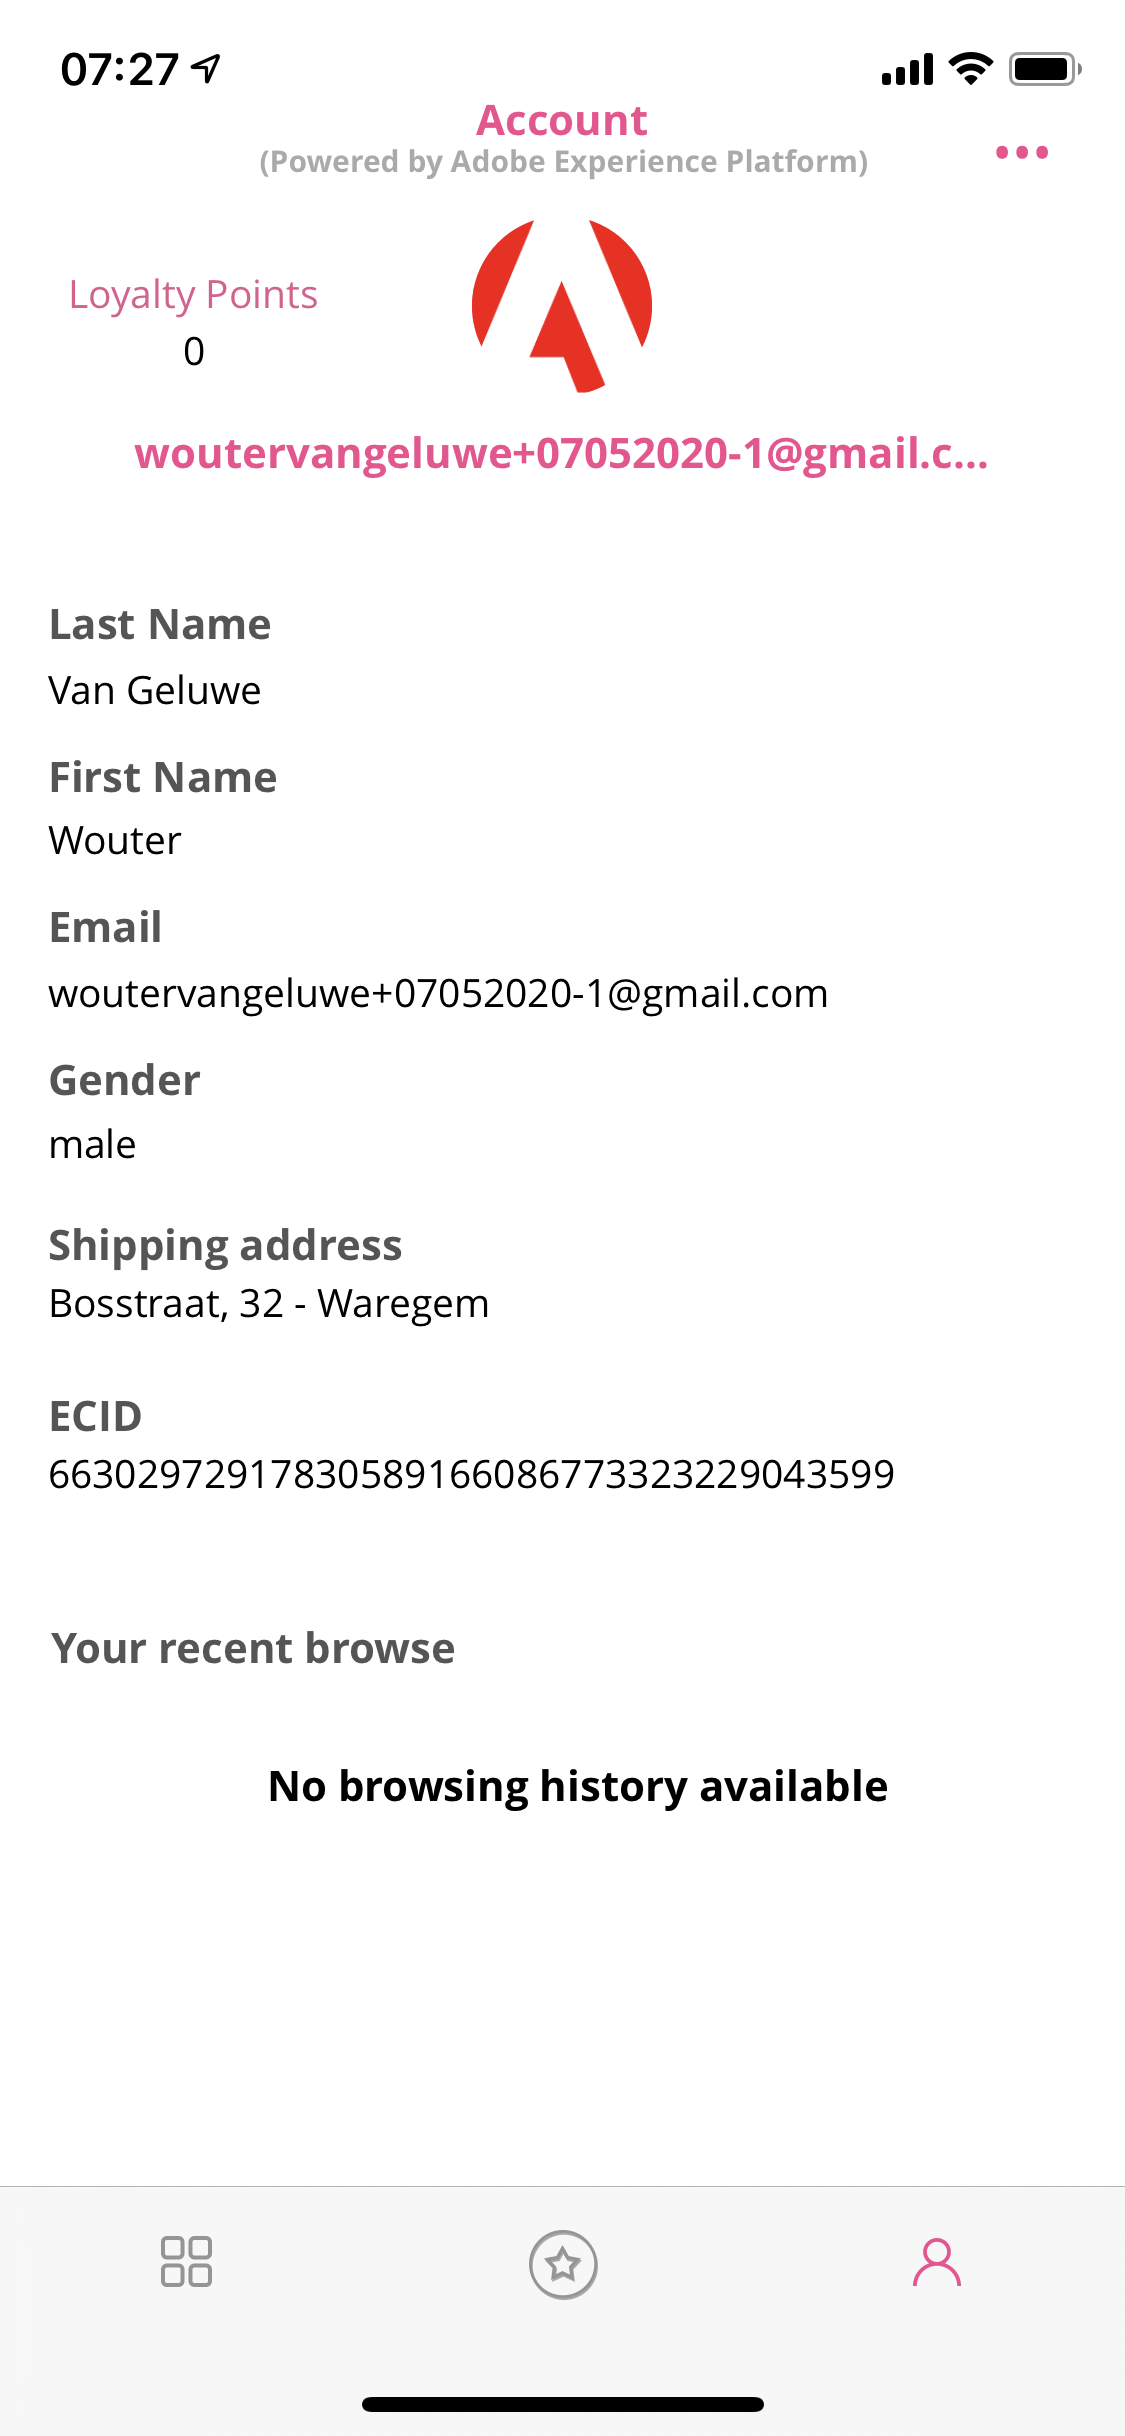 07:27
Account
(Powered by Adobe Experience Platform)
Loyalty Points
0
woutervangeluwe+07052020-1@gmail.c...
Last Name
Van Geluwe
First Name
Wouter
Email
woutervangeluwe+07052020-1@gmail.com
Gender
male
Shipping address
Bosstraat, 32 - Waregem
ECID
66302972917830589166086773323229043599
Your recent browse
No browsing history available